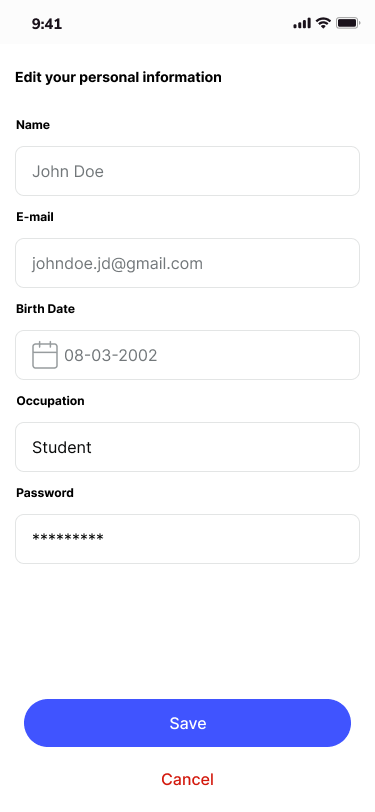 9:41
Edit your personal information
Name
John Doe
E-mail
johndoe.jd@gmail.com
Birth Date
08-03-2002
Occupation
Student
Password
*********
Save
Cancel